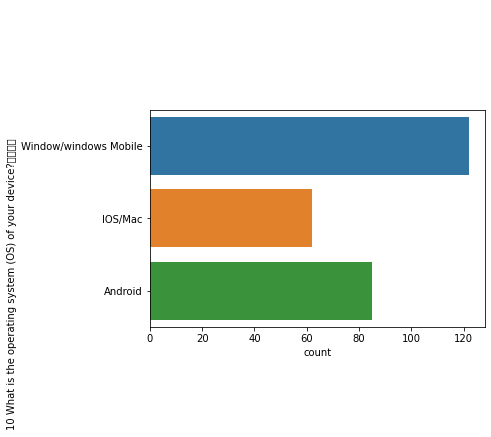 10 What is the operating system (OS) of your device?
Window/windows Mobile
IOS/Mac
Android
0 20 40 60 80 100 120
count